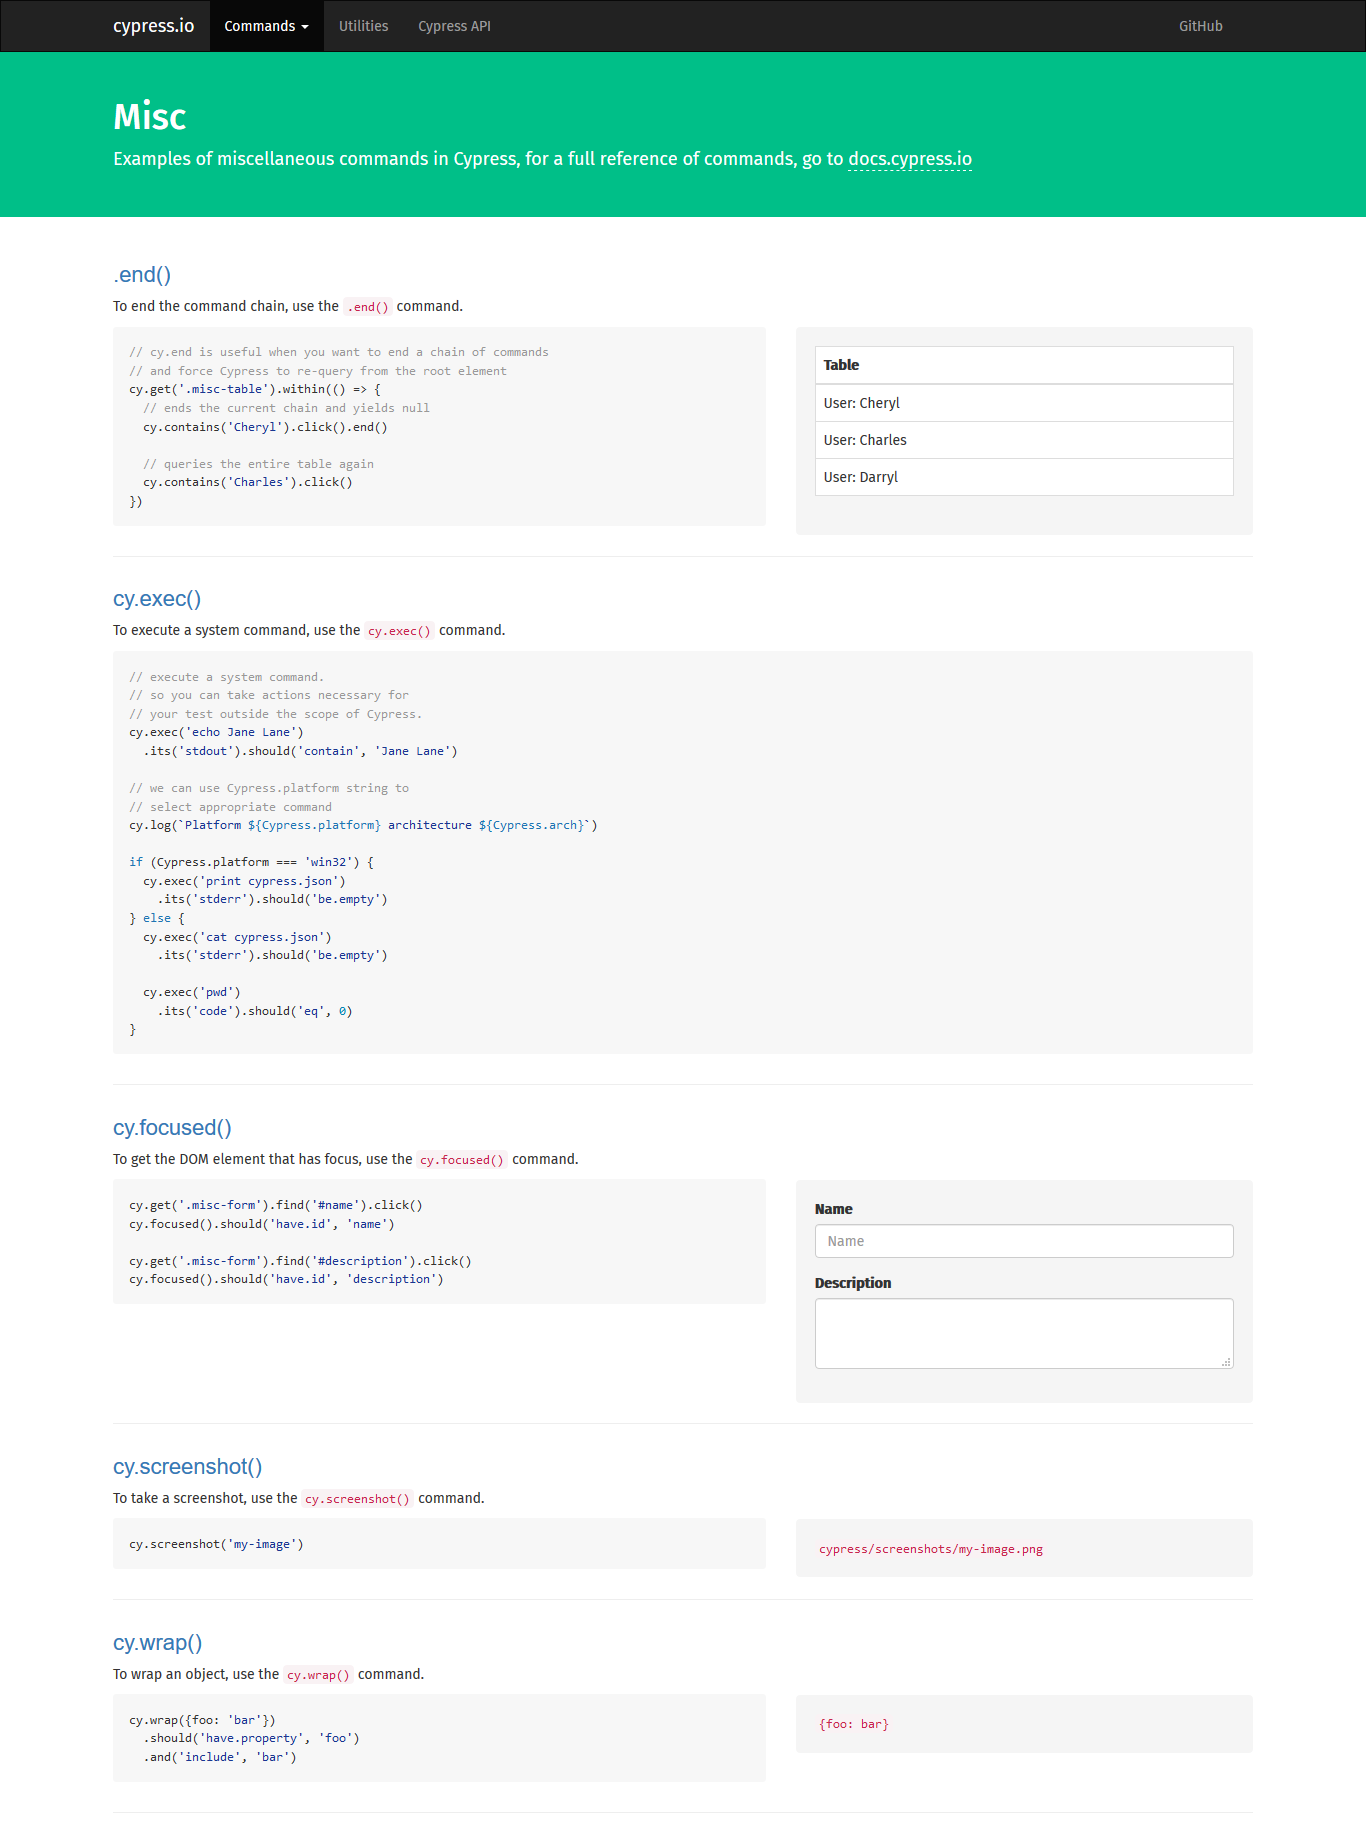 cypress.io Commands Utilities Cypress API GitHub
Misc
Examples of miscellaneous commands in Cypress, for a full reference of commands, go to docs.cypress.io
.end()
To end the command chain, use the .end() command.
// cy.end is useful when you want to end a chain of commands
// and force Cypress to re-query from the root element
cy.get('.misc-table').within(() => {
  // ends the current chain and yields null
  cy.contains('Cheryl').click().end()
  // queries the entire table again
  cy.contains('Charles').click()
})
Table
User: Cheryl
User: Charles
User: Darryl
cy.exec()
To execute a system command, use the cy.exec() command.
// execute a system command.
// so you can take actions necessary for
// your test outside the scope of Cypress.
cy.exec('echo Jane Lane')
  .its('stdout').should('contain', 'Jane Lane')
// we can use Cypress.platform string to
// select appropriate command
cy.log(`Platform ${Cypress.platform} architecture ${Cypress.arch}`)
if (Cypress.platform === 'win32') {
  cy.exec('print cypress.json')
    .its('stderr').should('be.empty')
} else {
  cy.exec('cat cypress.json')
    .its('stderr').should('be.empty')
  cy.exec('pwd')
    .its('code').should('eq', 0)
}
cy.focused()
To get the DOM element that has focus, use the cy.focused() command.
cy.get('.misc-form').find('#name').click()
cy.focused().should('have.id', 'name')
cy.get('.misc-form').find('#description').click()
cy.focused().should('have.id', 'description')
Name
Name
Description
cy.screenshot()
To take a screenshot, use the cy.screenshot() command.
cy.screenshot('my-image')
cypress/screenshots/my-image.png
cy.wrap()
To wrap an object, use the cy.wrap() command.
cy.wrap({foo: 'bar'})
  .should('have.property', 'foo')
  .and('include', 'bar')
{foo: bar}